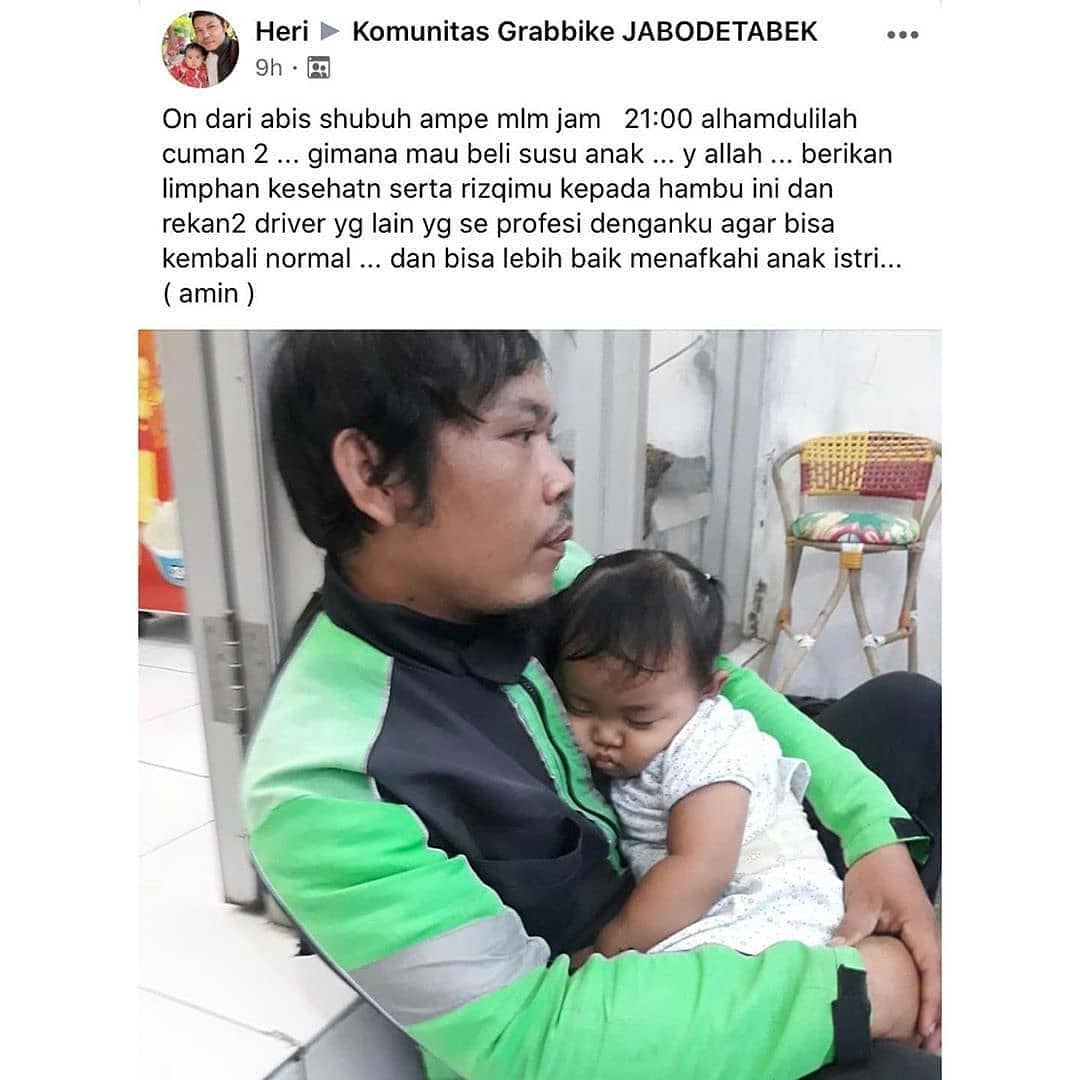 Heri ▶ Komunitas Grabbike JABODETABEK
9h ·
On dari abis shubuh ampe mlm jam 21:00 alhamdulilah
cuman 2 ... gimana mau beli susu anak ... y allah ... berikan
limphan kesehatn serta rizqimu kepada hambu ini dan
rekan2 driver yg lain yg se profesi denganku agar bisa
kembali normal ... dan bisa lebih baik menafkahi anak istri...
( amin )